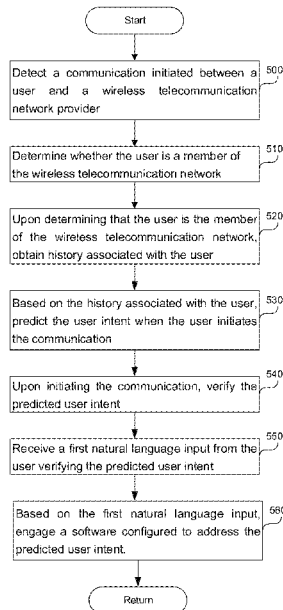 Start
Detect a communication initiated between a
user and a wireless telecommunication
network provider
500
Determine whether the user is a member of
the wireless telecommunication network
510
Upon determining that the user is the member
of the wireless telecommunication network,
obtain history associated with the user
520
Based on the history associated with the user,
predict the user intent when the user initiates
the communication
530
Upon initiating the communication, verify the
predicted user intent
540
Receive a first natural language input from the
user verifying the predicted user intent
550
Based on the first natural language input,
engage a software configured to address the
predicted user intent.
560
Return